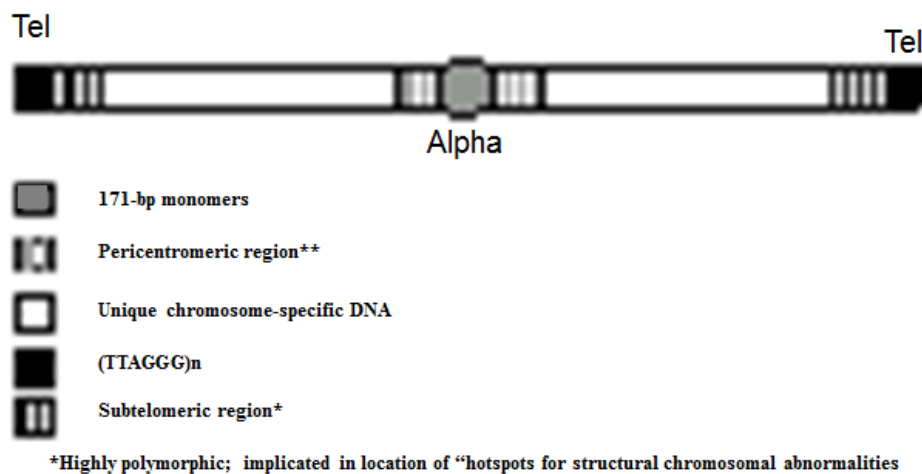 Tel
Tel
Alpha
171-bp monomers
Pericentromeric region**
Unique chromosome-specific DNA
(TTAGGG)n
Subtelomeric region*
*Highly polymorphic; implicated in location of “hotspots for structural chromosomal abnormalities